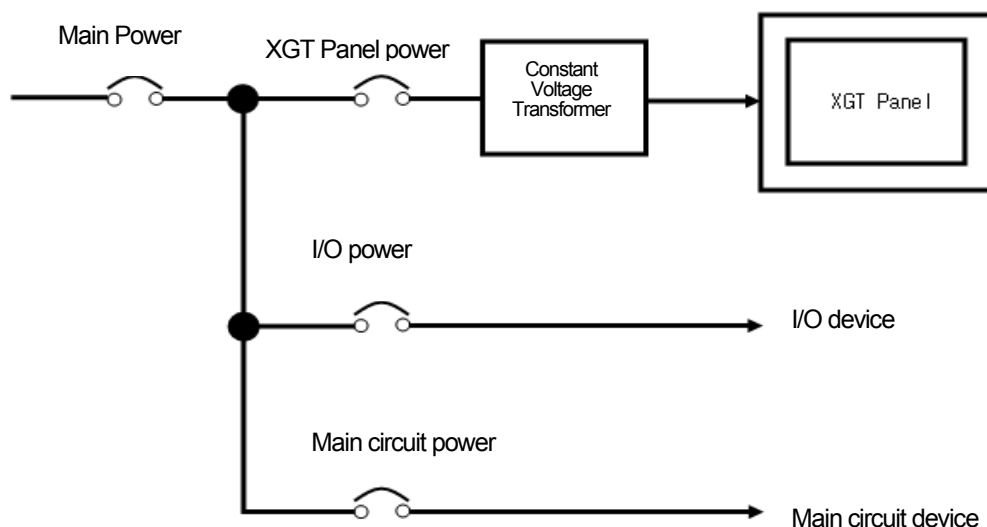 Main Power
XGT Panel power
Constant
Voltage
Transformer
XGT Panel
I/O power
I/O device
Main circuit power
Main circuit device